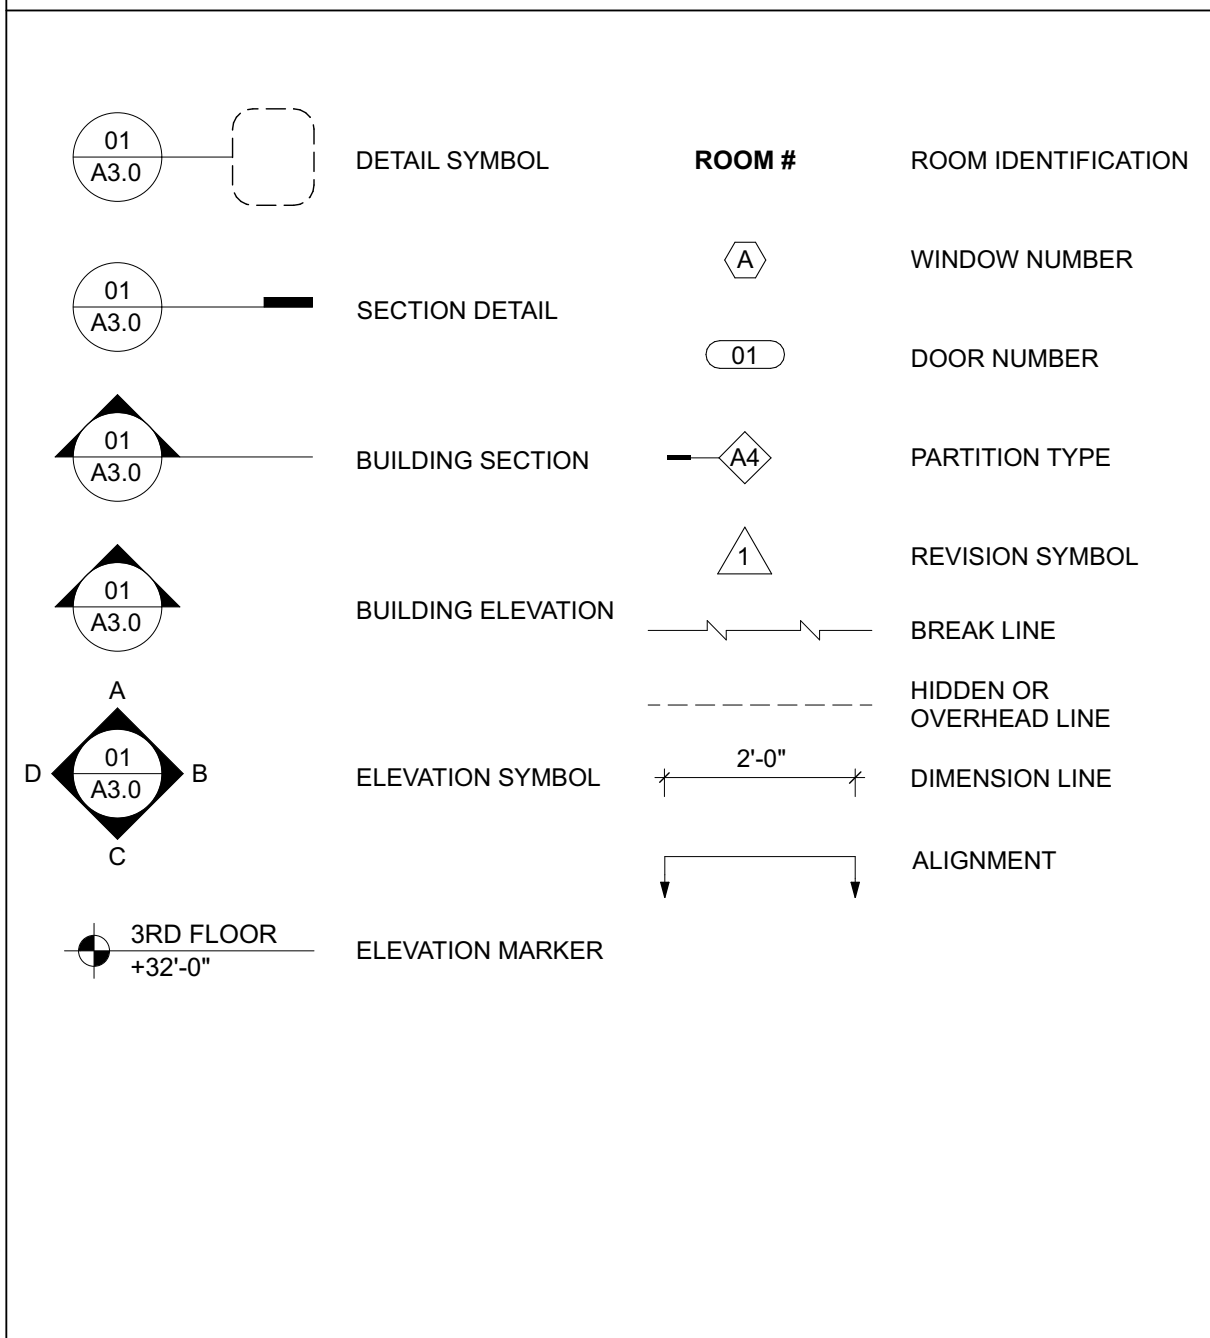 01
A3.0
DETAIL SYMBOL
01
A3.0
SECTION DETAIL
01
A3.0
BUILDING SECTION
01
A3.0
BUILDING ELEVATION
A
D
01
A3.0
B
C
ELEVATION SYMBOL
3RD FLOOR
+32'-0"
ELEVATION MARKER
ROOM #
ROOM IDENTIFICATION
A
WINDOW NUMBER
01
DOOR NUMBER
A4
PARTITION TYPE
1
REVISION SYMBOL
BREAK LINE
HIDDEN OR
OVERHEAD LINE
2'-0"
DIMENSION LINE
ALIGNMENT